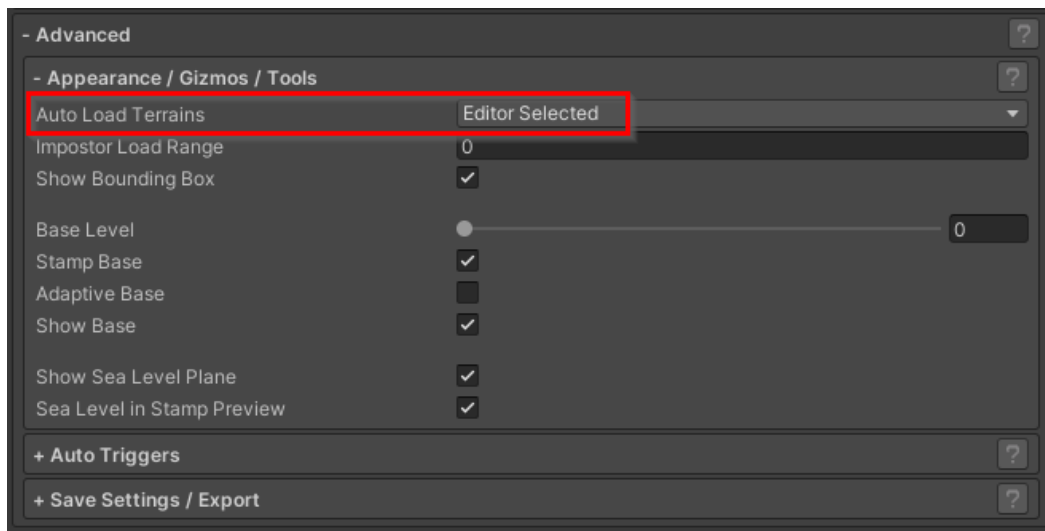 - Advanced ?
- Appearance / Gizmos / Tools ?
Auto Load Terrains Editor Selected
Impostor Load Range 0
Show Bounding Box
Base Level 0
Stamp Base
Adaptive Base
Show Base
Show Sea Level Plane
Sea Level in Stamp Preview
+ Auto Triggers ?
+ Save Settings / Export ?